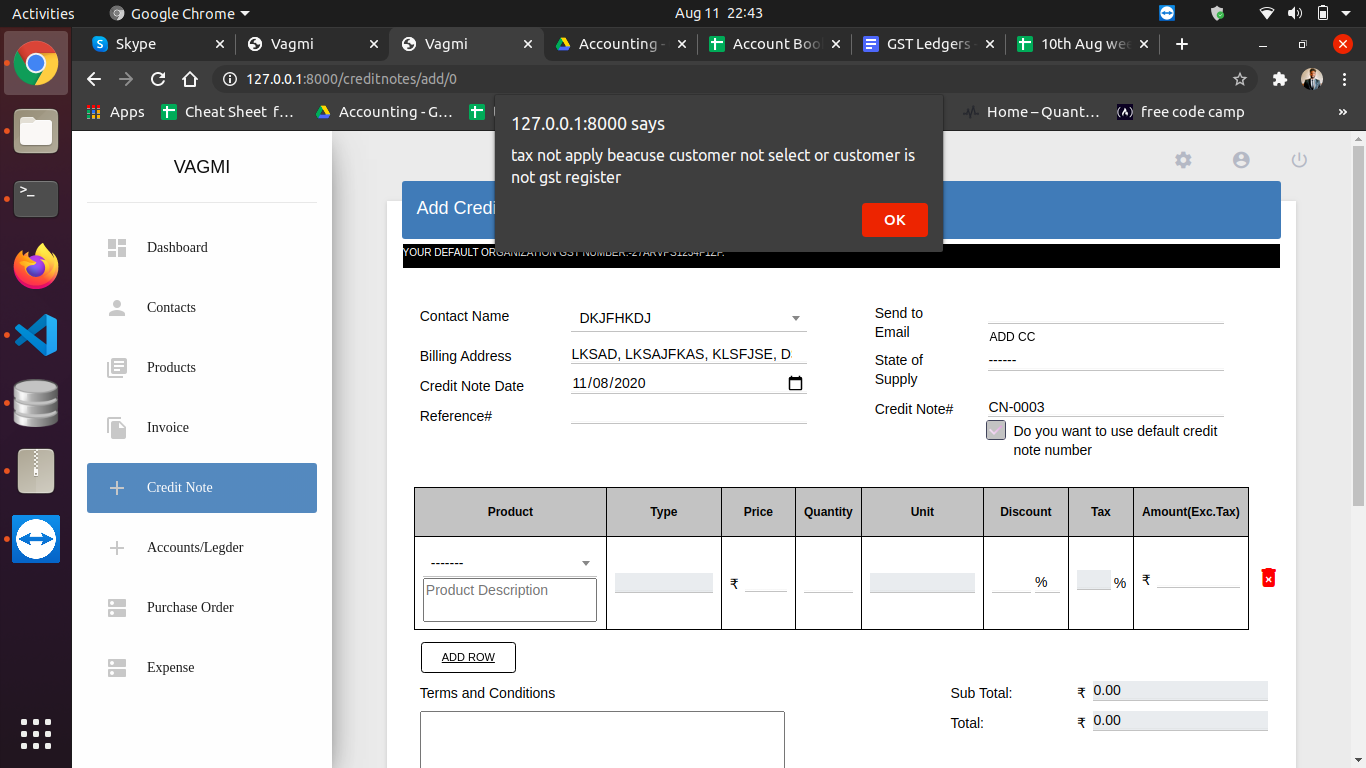 Activities
Google Chrome
Aug 11 22:43
Skype
Vagmi
Vagmi
Accounting -
Account Boo
GST Ledgers
10th Aug we
127.0.0.1:8000/creditnotes/add/0
Apps
Cheat Sheet f…
Accounting - G…
Home – Quant…
free code camp
»
127.0.0.1:8000 says
tax not apply beacuse customer not select or customer is
not gst register
OK
VAGMI
Dashboard
Contacts
Products
Invoice
Credit Note
Accounts/Legder
Purchase Order
Expense
Add Credi
YOUR DEFAULT ORGANIZATION GST NUMBER:-27ARVPS1234F1ZF.
Contact Name
DKJFHKDJ
Billing Address
LKSAD, LKSAJFKAS, KLSFJSE, D
Credit Note Date
11/08/2020
Reference#
Send to
Email
ADD CC
State of
Supply
------
Credit Note#
CN-0003
Do you want to use default credit
note number
Product Type Price Quantity Unit Discount Tax Amount(Exc.Tax)
-------
Product Description
₹
%
%
₹
ADD ROW
Terms and Conditions
Sub Total: ₹ 0.00
Total: ₹ 0.00